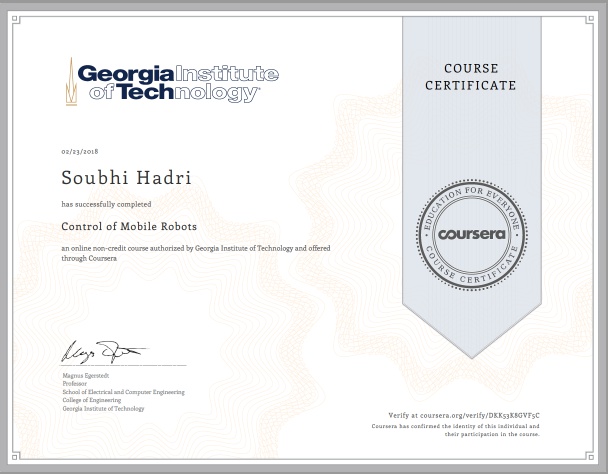 Georgia Institute
of Technology
COURSE
CERTIFICATE
02/23/2018
Soubhi Hadri
has successfully completed
Control of Mobile Robots
an online non-credit course authorized by Georgia Institute of Technology and offered
through Coursera
EDUCATION FOR EVERYONE
coursera
COURSE CERTIFICATE
Magnus Egerstedt
Professor
School of Electrical and Computer Engineering
College of Engineering
Georgia Institute of Technology
Verify at coursera.org/verify/DKK53K8GVF5C
Coursera has confirmed the identity of this individual and
their participation in the course.